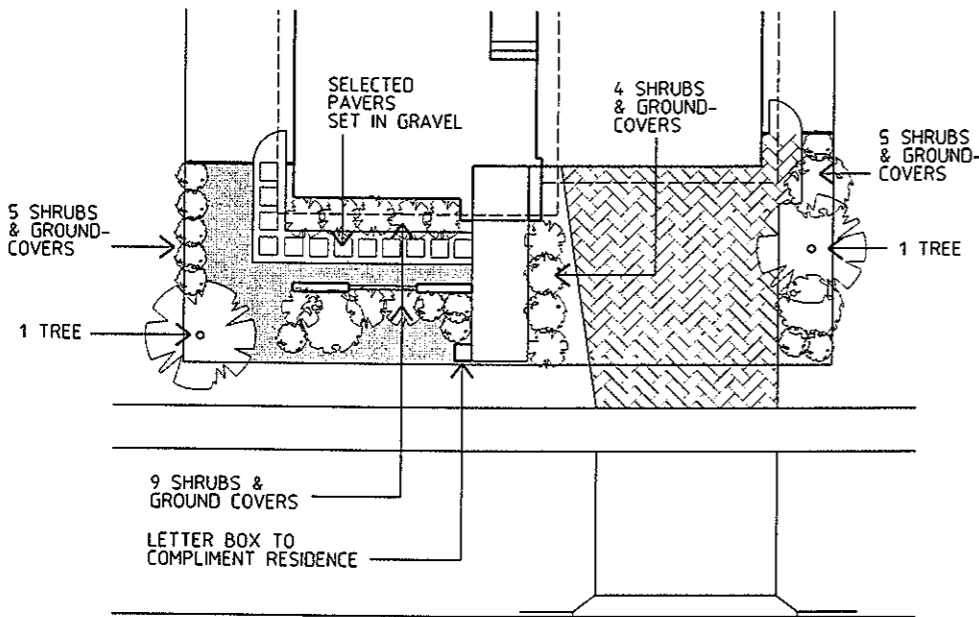 SELECTED
PAVERS
SET IN GRAVEL
4 SHRUBS
& GROUND-
COVERS
5 SHRUBS
& GROUND-
COVERS
5 SHRUBS
& GROUND-
COVERS
1 TREE
1 TREE
9 SHRUBS &
GROUND COVERS
LETTER BOX TO
COMPLIMENT RESIDENCE